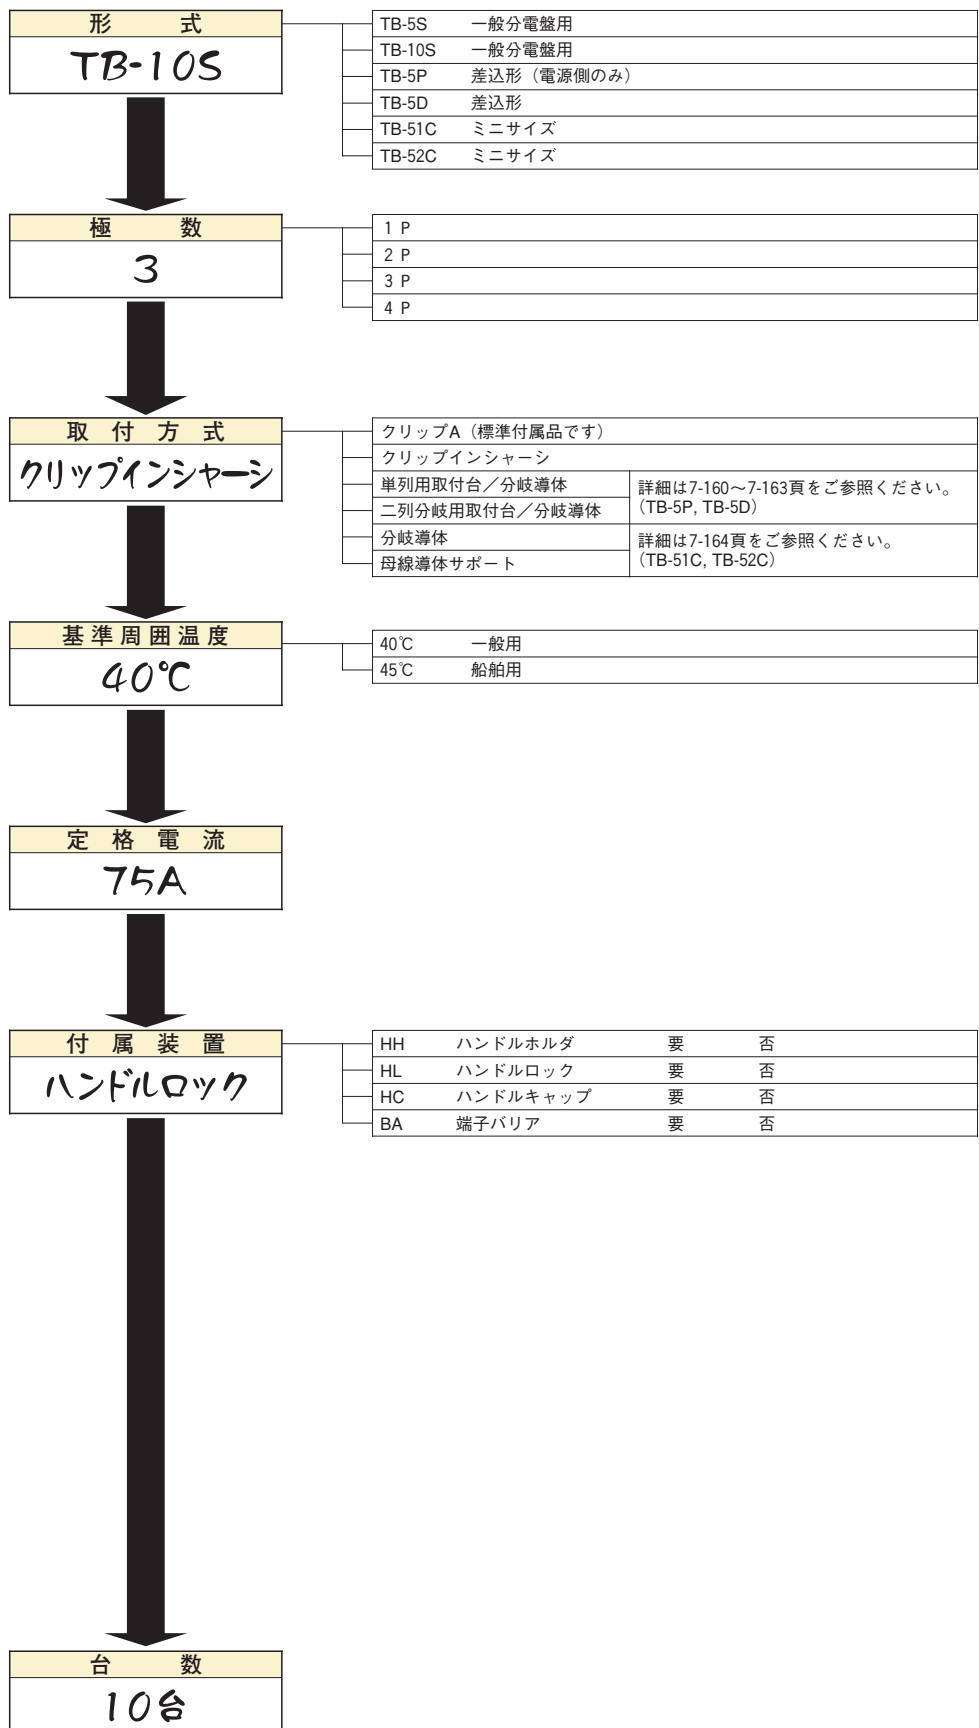 形式
TB-10S
TB-5S 一般分電盤用
TB-10S 一般分電盤用
TB-5P 差込形（電源側のみ）
TB-5D 差込形
TB-51C ミニサイズ
TB-52C ミニサイズ
極数
3
1 P
2 P
3 P
4 P
取付方式
クリップインシャーシ
クリップA（標準付属品です）
クリップインシャーシ
単列用取付台／分岐導体
二列分岐用取付台／分岐導体
詳細は7-160～7-163頁をご参照ください。
（TB-5P, TB-5D）
分岐導体
母線導体サポート
詳細は7-164頁をご参照ください。
（TB-51C, TB-52C）
基準周囲温度
40℃
40℃ 一般用
45℃ 船舶用
定格電流
75A
付属装置
ハンドルロック
HH ハンドルホルダ 要 否
HL ハンドルロック 要 否
HC ハンドルキャップ 要 否
BA 端子バリア 要 否
台数
10台